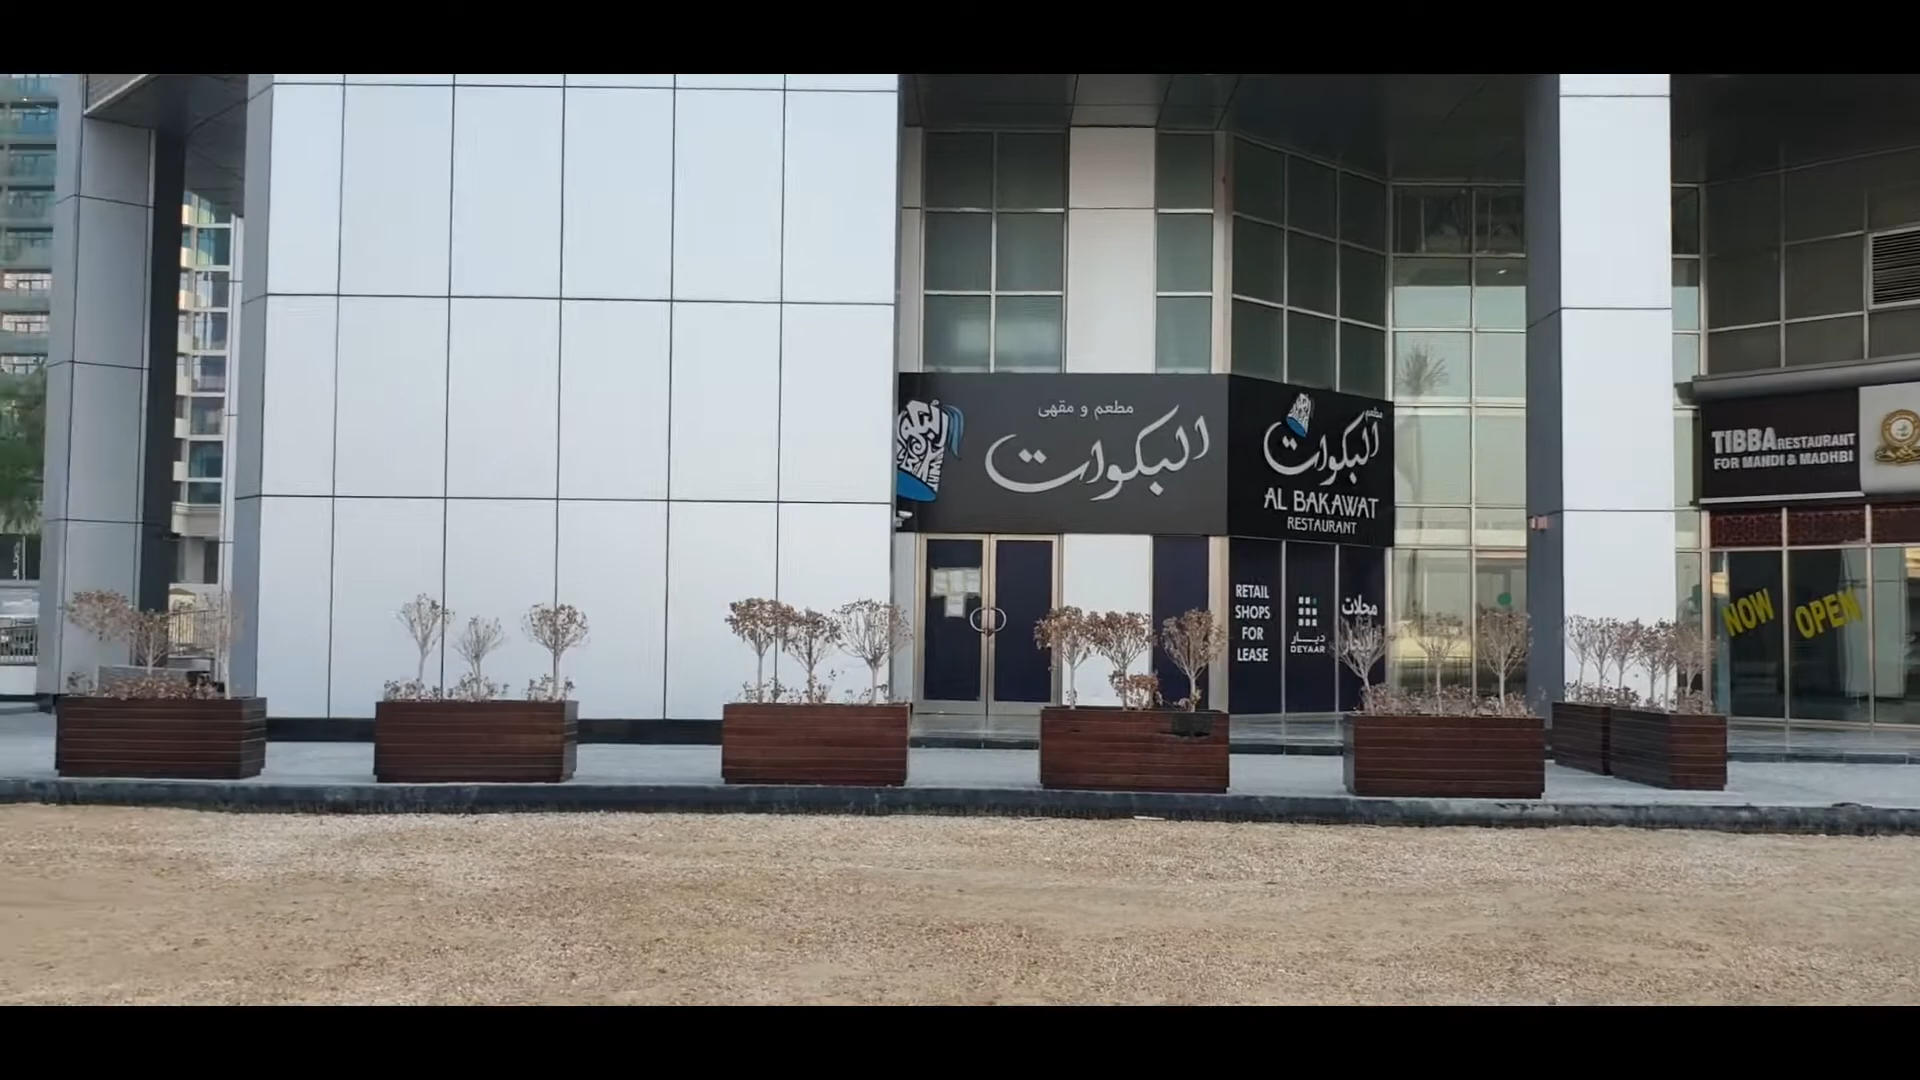 مطعم و مقهى
البكوات
مطعم
البكوات
AL BAKAWAT
RESTAURANT
RETAIL
SHOPS
FOR
LEASE
ديار
DEYAAR
محلات
للإيجار
TIBBA RESTAURANT
FOR MANDI & MADHBI
NOW OPEN